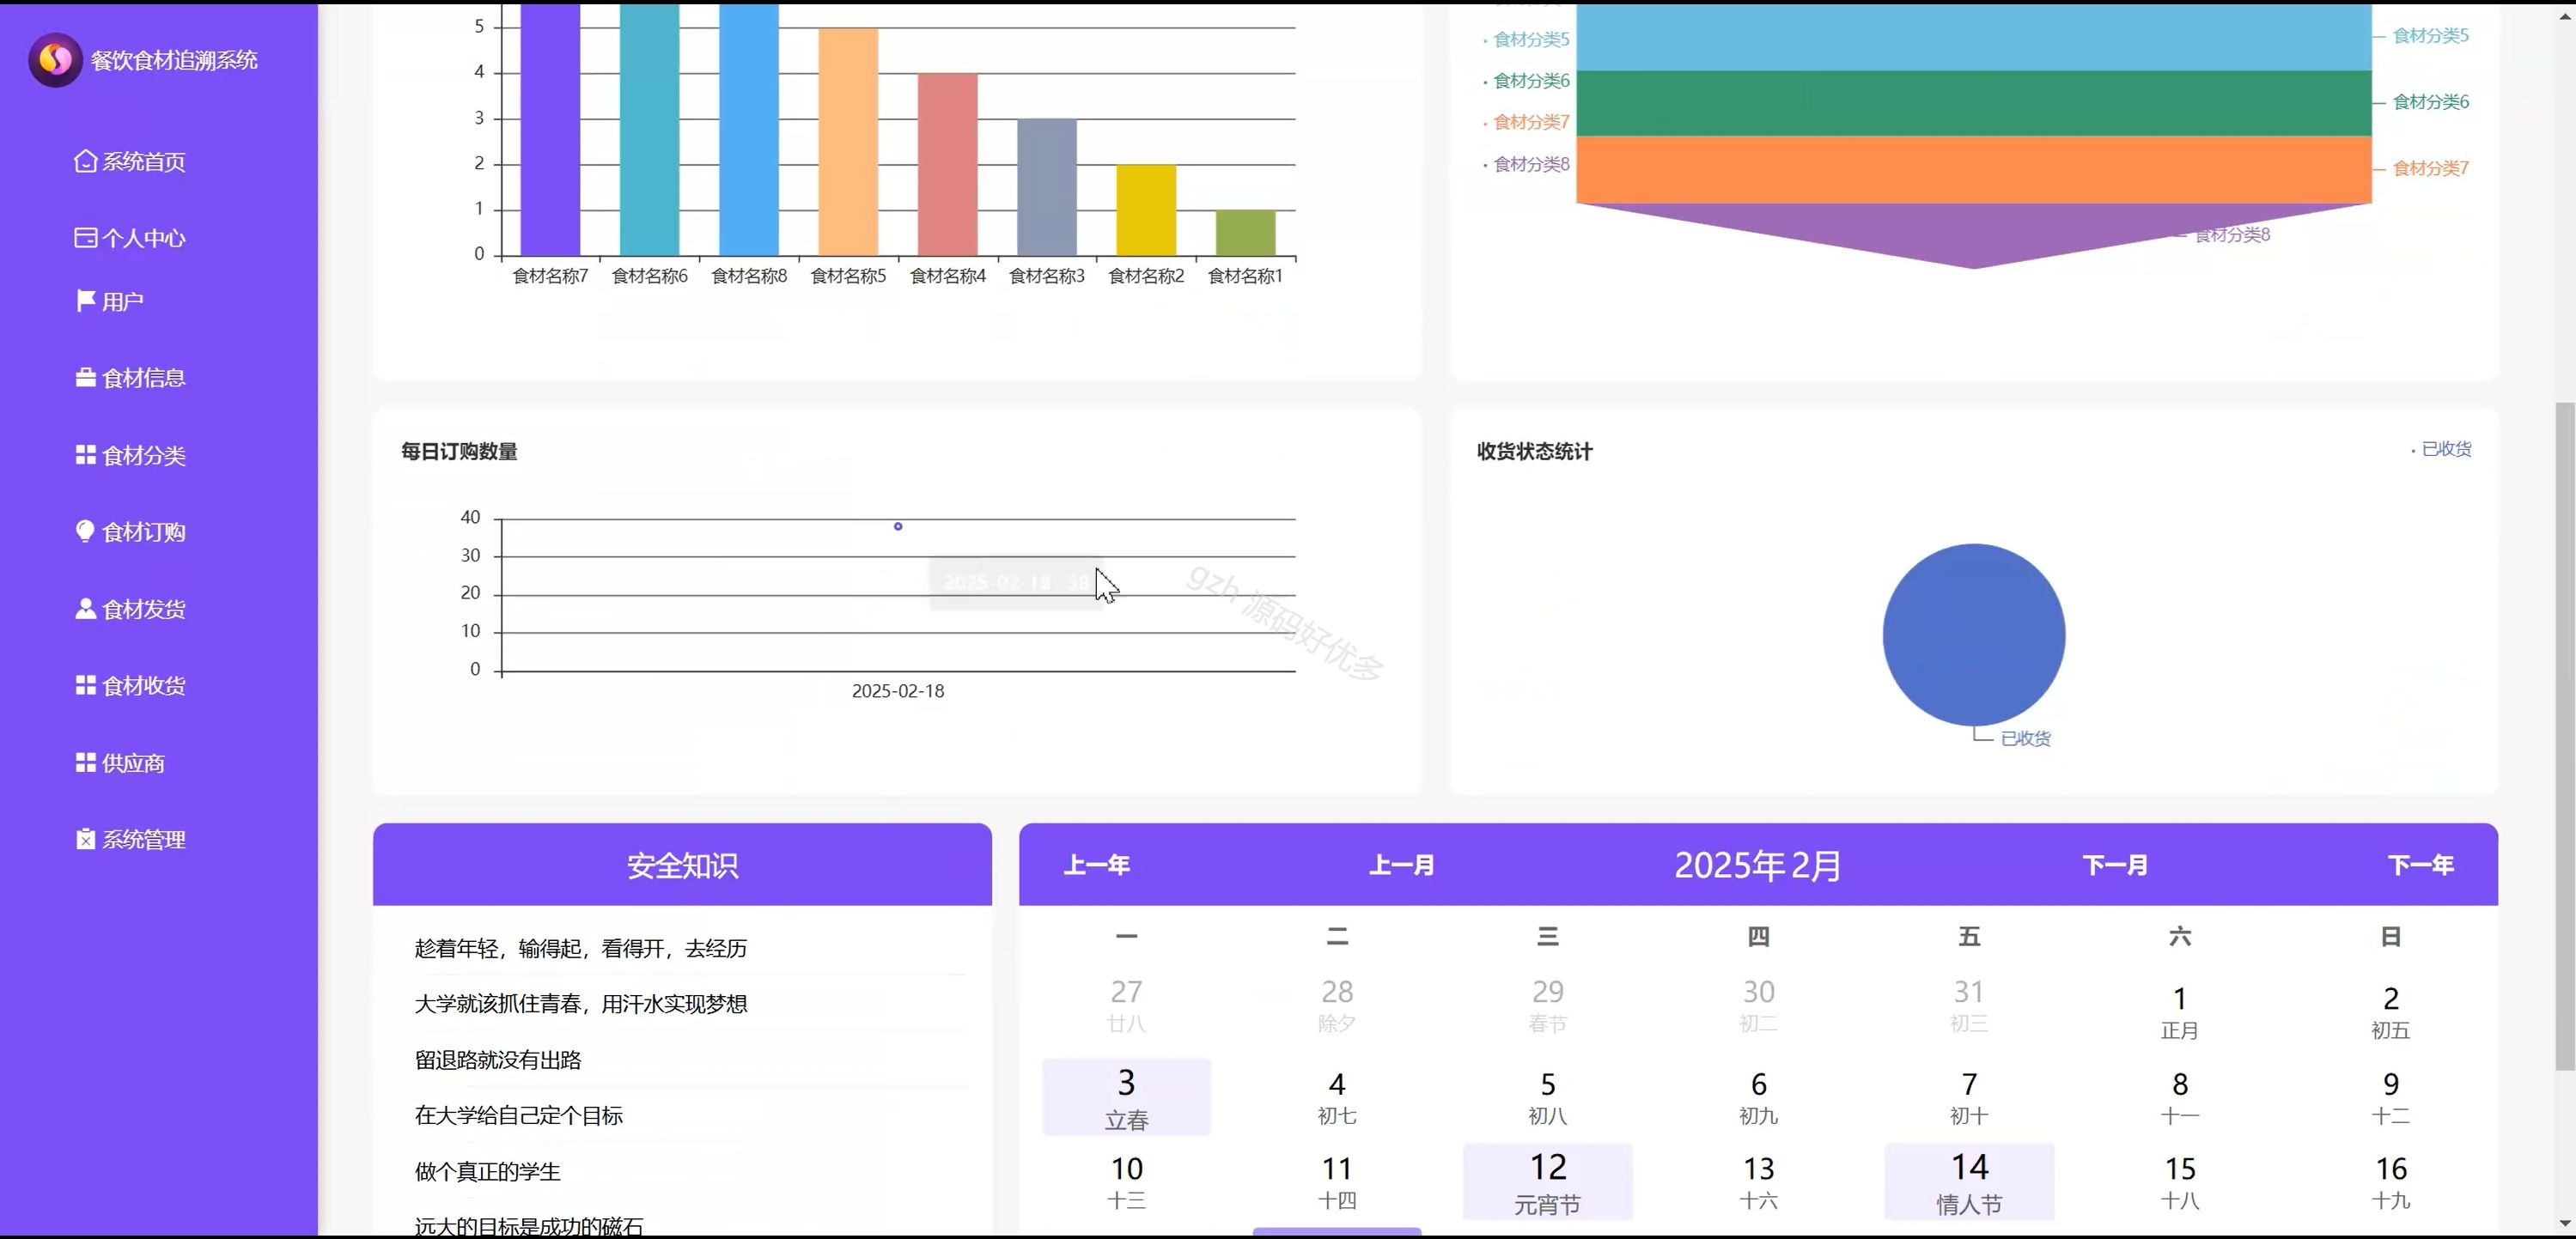 餐饮食材追溯系统
系统首页
个人中心
用户
食材信息
食材分类
食材订购
食材发货
食材收货
供应商
系统管理
5
4
3
2
1
0
食材名称7 食材名称6 食材名称8 食材名称5 食材名称4 食材名称3 食材名称2 食材名称1
食材分类5
食材分类6
食材分类7
食材分类8
食材分类5
食材分类6
食材分类7
食材分类8
每日订购数量
40
30
20
10
0
2025-02-18 38
2025-02-18
gzh 源码好优多
收货状态统计
已收货
已收货
安全知识
趁着年轻，输得起，看得开，去经历
大学就该抓住青春，用汗水实现梦想
留退路就没有出路
在大学给自己定个目标
做个真正的学生
远大的目标是成功的磁石
上一年 上一月 2025年 2月 下一月 下一年
一 二 三 四 五 六 日
27 28 29 30 31 1 2
廿八 除夕 春节 初二 初三 正月 初五
3 4 5 6 7 8 9
立春 初七 初八 初九 初十 十一 十二
10 11 12 13 14 15 16
十三 十四 元宵节 十六 情人节 十八 十九